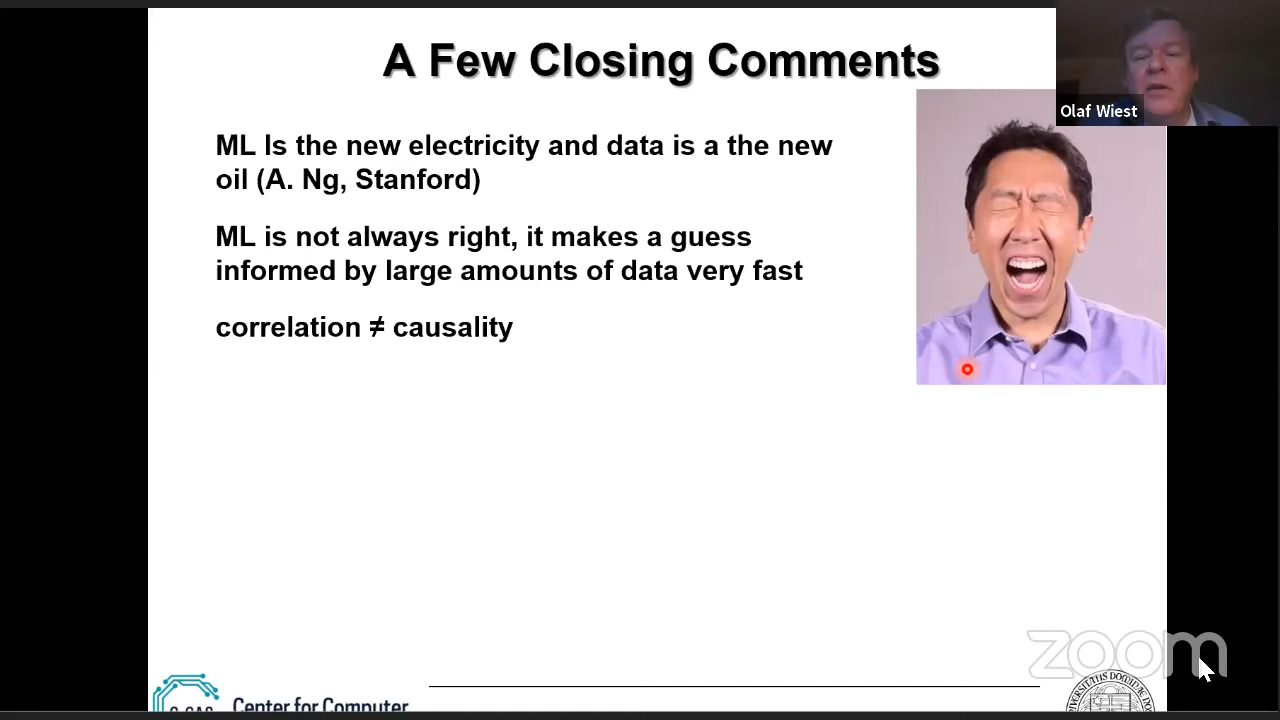 A Few Closing Comments
Olaf Wiest
ML Is the new electricity and data is a the new
oil (A. Ng, Stanford)
ML is not always right, it makes a guess
informed by large amounts of data very fast
correlation ≠ causality
zoom
Center for Computer